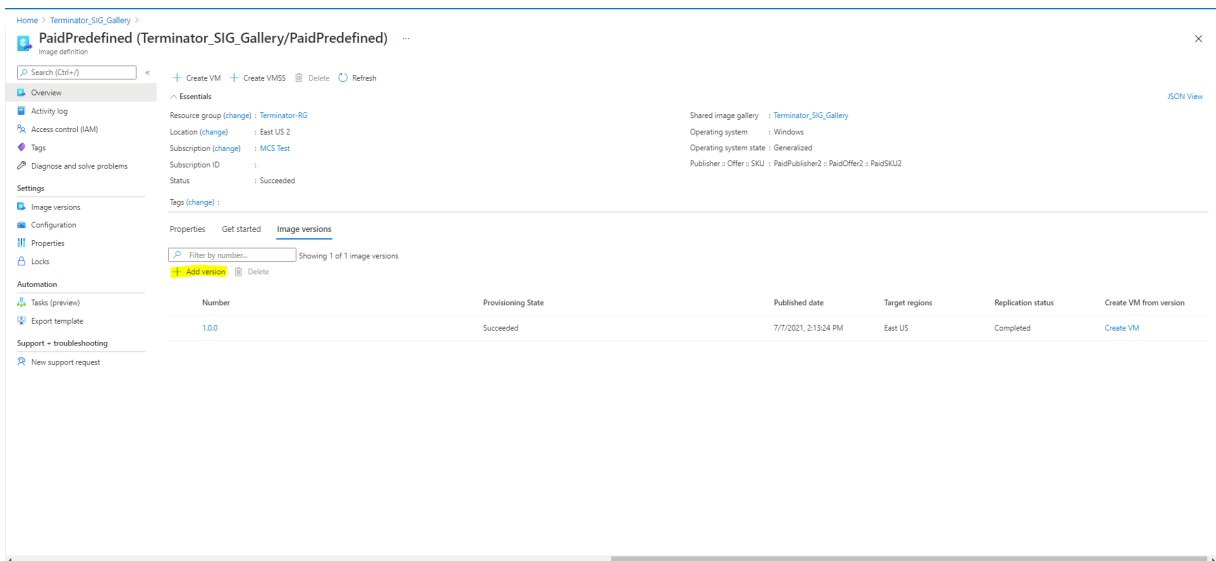 Home > Terminator_SIG_Gallery >
PaidPredefined (Terminator_SIG_Gallery/PaidPredefined) ...
Image definition
Search (Ctrl+/)
Overview
Activity log
Access control (IAM)
Tags
Diagnose and solve problems
Settings
Image versions
Configuration
Properties
Locks
Automation
Tasks (preview)
Export template
Support + troubleshooting
New support request
Create VM Create VMSS Delete Refresh
Essentials JSON View
Resource group (change) : Terminator-RG
Location (change) : East US 2
Subscription (change) : MCS Test
Subscription ID :
Status : Succeeded
Shared image gallery : Terminator_SIG_Gallery
Operating system : Windows
Operating system state : Generalized
Publisher :: Offer :: SKU : PaidPublisher2 :: PaidOffer2 :: PaidSKU2
Tags (change) :
Properties Get started Image versions
Filter by number... Showing 1 of 1 image versions
Add version Delete
Number Provisioning State Published date Target regions Replication status Create VM from version
1.0.0 Succeeded 7/7/2021, 2:13:24 PM East US Completed Create VM